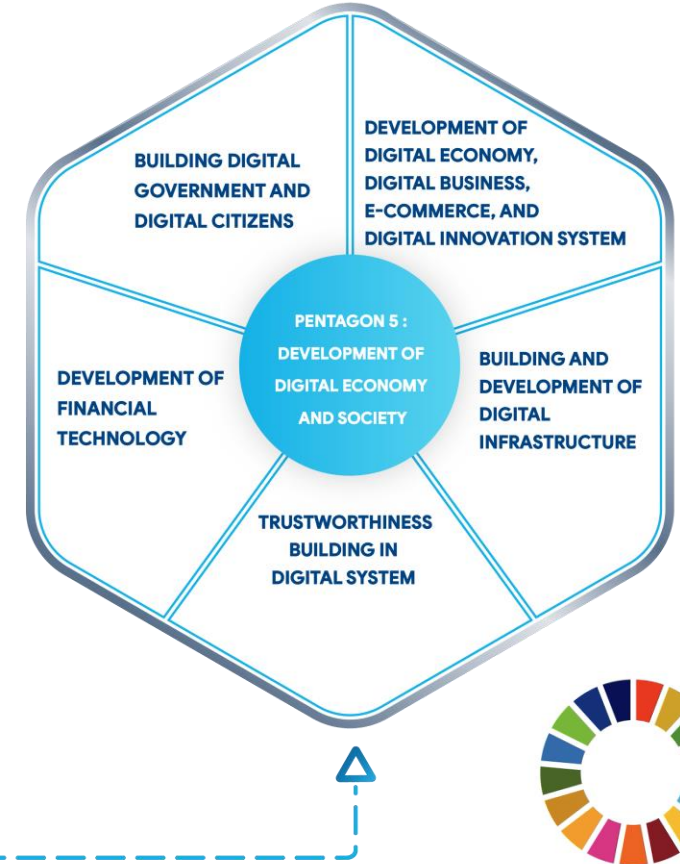 BUILDING DIGITAL
GOVERNMENT AND
DIGITAL CITIZENS
DEVELOPMENT OF
DIGITAL ECONOMY,
DIGITAL BUSINESS,
E-COMMERCE, AND
DIGITAL INNOVATION SYSTEM
PENTAGON 5 :
DEVELOPMENT OF
DIGITAL ECONOMY
AND SOCIETY
DEVELOPMENT OF
FINANCIAL
TECHNOLOGY
BUILDING AND
DEVELOPMENT OF
DIGITAL
INFRASTRUCTURE
TRUSTWORTHINESS
BUILDING IN
DIGITAL SYSTEM